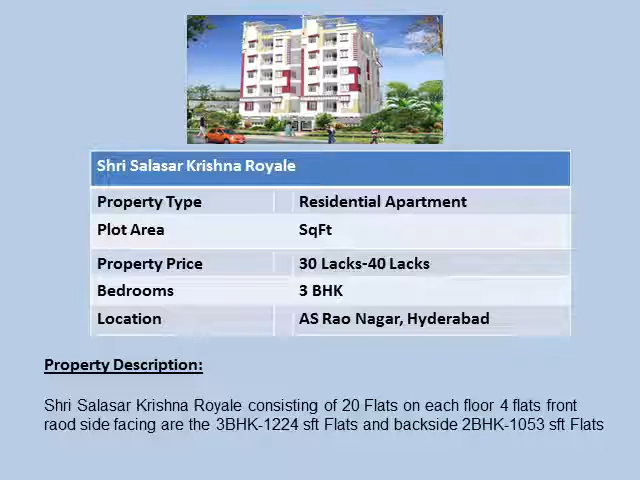 Shri Salasar Krishna Royale
Property Type Residential Apartment
Plot Area SqFt
Property Price 30 Lacks-40 Lacks
Bedrooms 3 BHK
Location AS Rao Nagar, Hyderabad
Property Description:
Shri Salasar Krishna Royale consisting of 20 Flats on each floor 4 flats front
raod side facing are the 3BHK-1224 sft Flats and backside 2BHK-1053 sft Flats